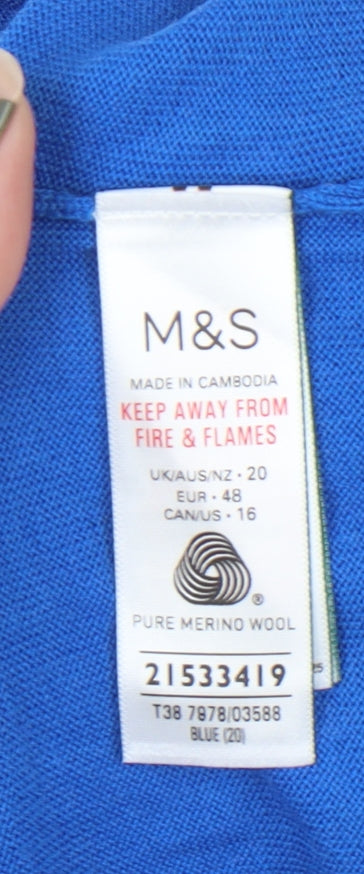 M&S
MADE IN CAMBODIA
KEEP AWAY FROM
FIRE & FLAMES
UK/AUS/NZ · 20
EUR · 48
CAN/US · 16
®
PURE MERINO WOOL
21533419
T38 7978/03588
BLUE (20)